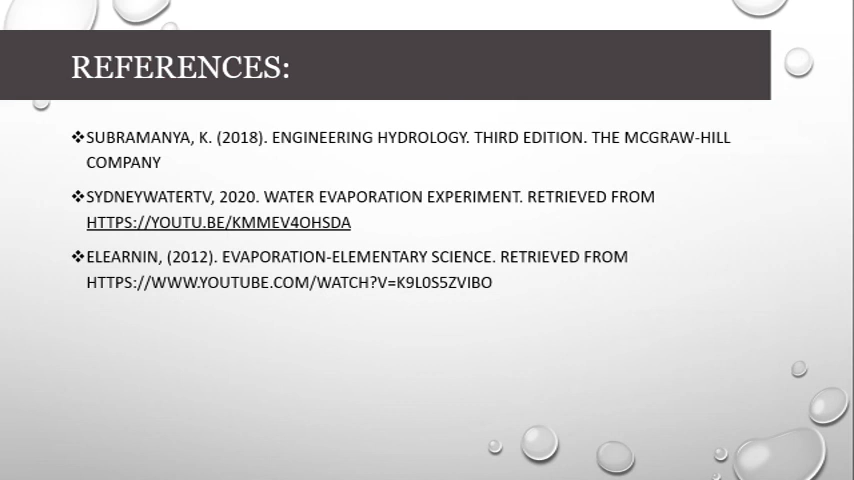 REFERENCES:
❖SUBRAMANYA, K. (2018). ENGINEERING HYDROLOGY. THIRD EDITION. THE MCGRAW-HILL
COMPANY
❖SYDNEYWATERTV, 2020. WATER EVAPORATION EXPERIMENT. RETRIEVED FROM
HTTPS://YOUTU.BE/KMMEV4OHSDA
❖ELEARNIN, (2012). EVAPORATION-ELEMENTARY SCIENCE. RETRIEVED FROM
HTTPS://WWW.YOUTUBE.COM/WATCH?V=K9L0S5ZVIBO